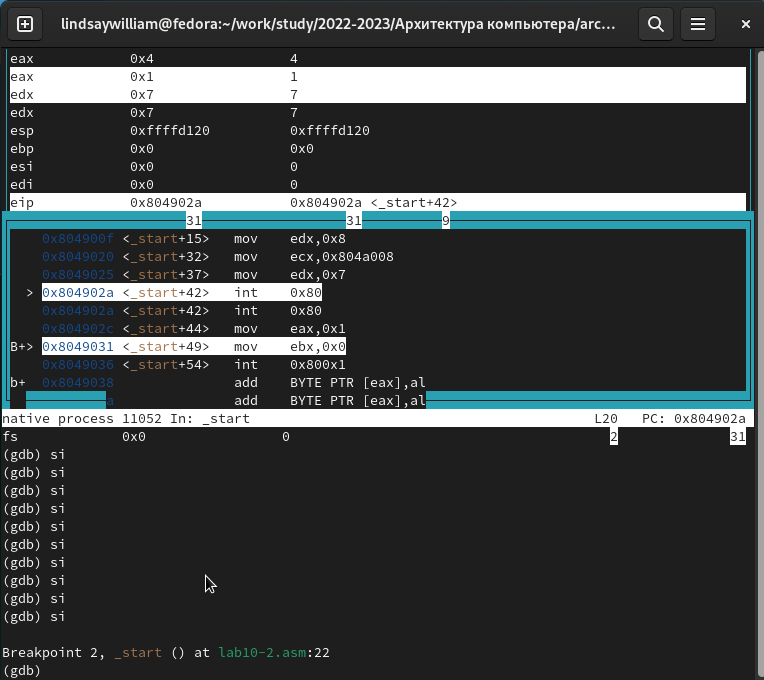 lindsaywilliam@fedora:~/work/study/2022-2023/Архитектура компьютера/arc...
eax 0x4 4
eax 0x1 1
edx 0x7 7
edx 0x7 7
esp 0xffffd120 0xffffd120
ebp 0x0 0x0
esi 0x0 0
edi 0x0 0
eip 0x804902a 0x804902a <_start+42>
31 31 9
0x804900f <_start+15> mov edx,0x8
0x8049020 <_start+32> mov ecx,0x804a008
0x8049025 <_start+37> mov edx,0x7
> 0x804902a <_start+42> int 0x80
0x804902a <_start+42> int 0x80
0x804902c <_start+44> mov eax,0x1
B+> 0x8049031 <_start+49> mov ebx,0x0
0x8049036 <_start+54> int 0x800x1
b+ 0x8049038 add BYTE PTR [eax],al
a add BYTE PTR [eax],al
native process 11052 In: _start L20 PC: 0x804902a
fs 0x0 0 2 31
(gdb) si
(gdb) si
(gdb) si
(gdb) si
(gdb) si
(gdb) si
(gdb) si
(gdb) si
(gdb) si
(gdb) si
Breakpoint 2, _start () at lab10-2.asm:22
(gdb)